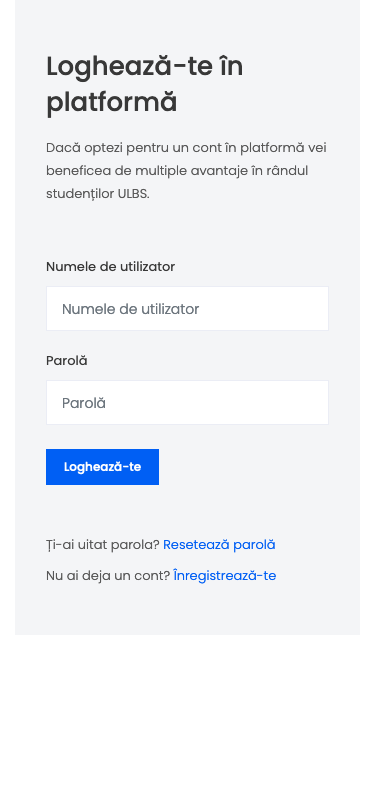 Loghează-te în
platformă
Dacă optezi pentru un cont în platformă vei
beneficea de multiple avantaje în rândul
studenților ULBS.
Numele de utilizator
Numele de utilizator
Parolă
Parolă
Loghează-te
Ți-ai uitat parola? Resetează parolă
Nu ai deja un cont? Înregistrează-te